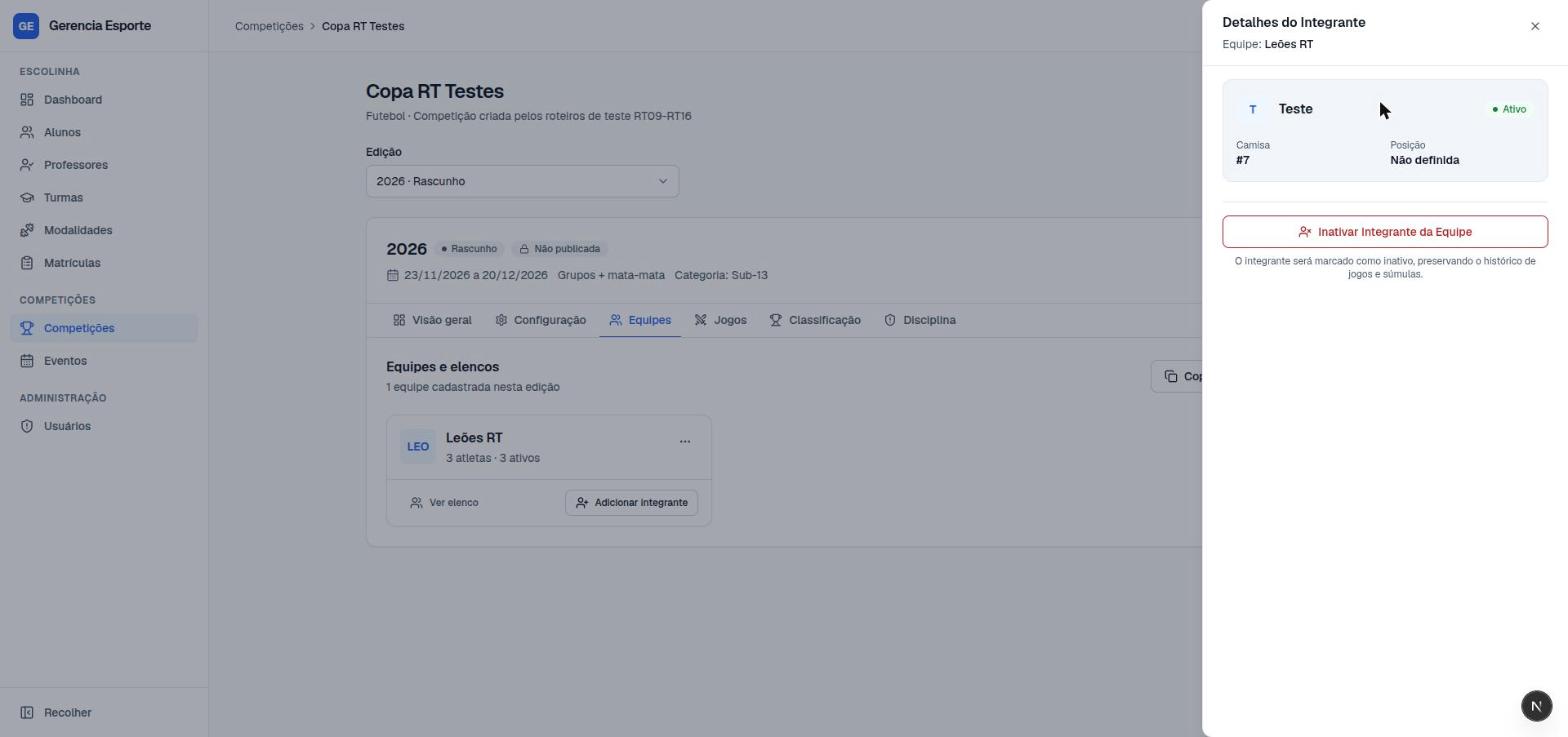 GE
Gerencia Esporte
ESCOLINHA
Dashboard
Alunos
Professores
Turmas
Modalidades
Matrículas
COMPETIÇÕES
Competições
Eventos
ADMINISTRAÇÃO
Usuários
Recolher
Competições > Copa RT Testes
Copa RT Testes
Futebol · Competição criada pelos roteiros de teste RT09-RT16
Edição
2026 · Rascunho
2026 Rascunho Não publicada
23/11/2026 a 20/12/2026 Grupos + mata-mata Categoria: Sub-13
Visão geral Configuração Equipes Jogos Classificação Disciplina
Equipes e elencos
1 equipe cadastrada nesta edição
LEO
Leões RT
3 atletas · 3 ativos
Ver elenco Adicionar integrante
Detalhes do Integrante
Equipe: Leões RT
T Teste Ativo
Camisa Posição
#7 Não definida
Inativar Integrante da Equipe
O integrante será marcado como inativo, preservando o histórico de
jogos e súmulas.
N